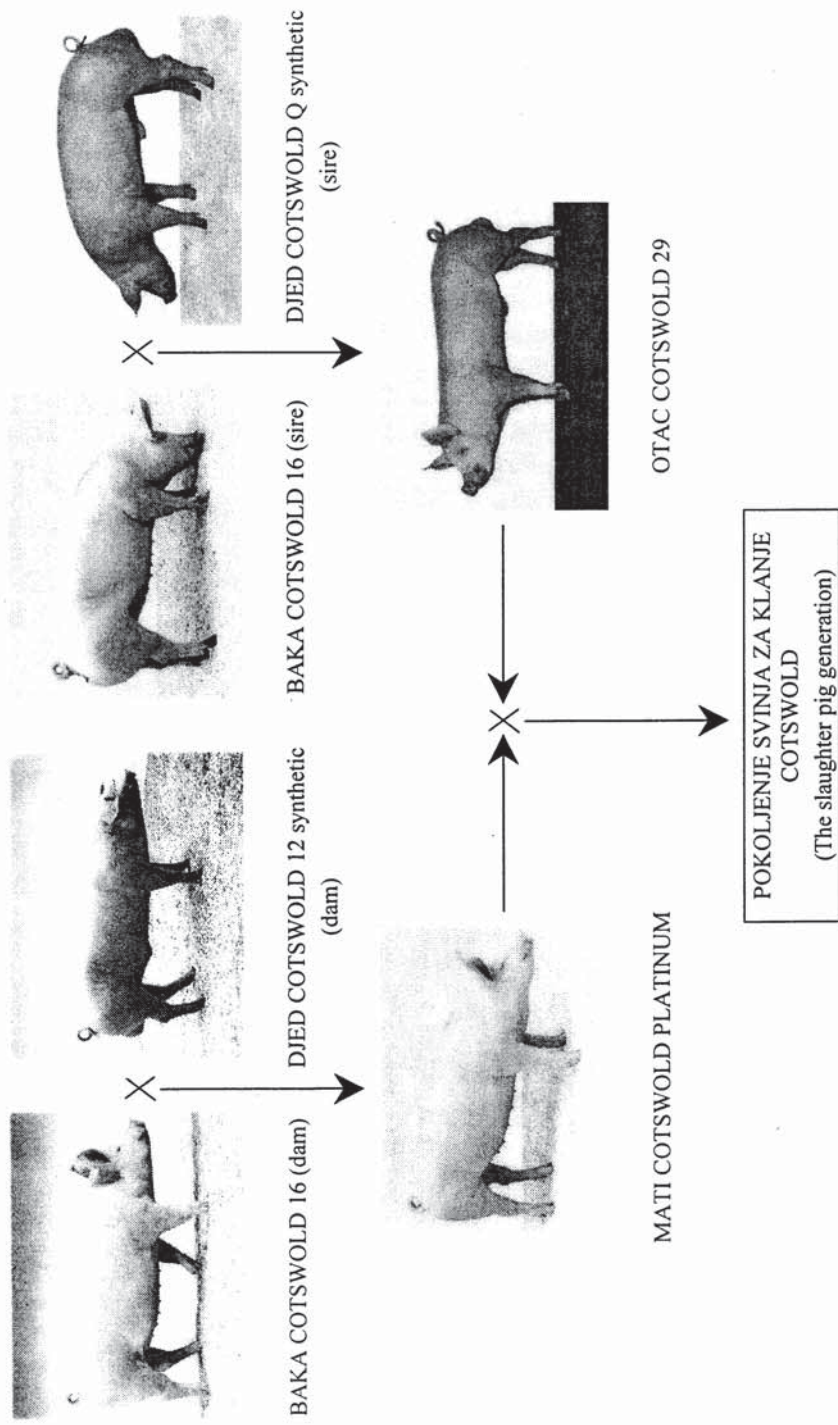 BAKA COTSWOLD 16 (dam)
DJED COTSWOLD 12 synthetic
(dam)
BAKA COTSWOLD 16 (sire)
DJED COTSWOLD Q synthetic
(sire)
MATI COTSWOLD PLATINUM
OTAC COTSWOLD 29
POKOLJENJE SVINJA ZA KLANJE
COTSWOLD
(The slaughter pig generation)